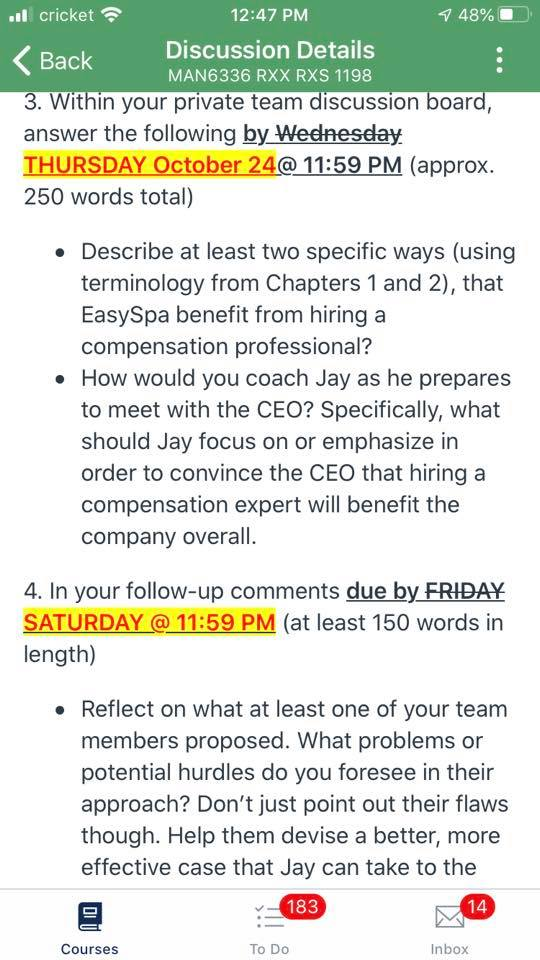 cricket 12:47 PM 48%
Back Discussion Details
MAN6336 RXX RXS 1198
3. Within your private team discussion board,
answer the following by Wednesday
THURSDAY October 24@ 11:59 PM (approx.
250 words total)
• Describe at least two specific ways (using
terminology from Chapters 1 and 2), that
EasySpa benefit from hiring a
compensation professional?
• How would you coach Jay as he prepares
to meet with the CEO? Specifically, what
should Jay focus on or emphasize in
order to convince the CEO that hiring a
compensation expert will benefit the
company overall.
4. In your follow-up comments due by FRIDAY
SATURDAY @ 11:59 PM (at least 150 words in
length)
• Reflect on what at least one of your team
members proposed. What problems or
potential hurdles do you foresee in their
approach? Don't just point out their flaws
though. Help them devise a better, more
effective case that Jay can take to the
183 14
Courses To Do Inbox